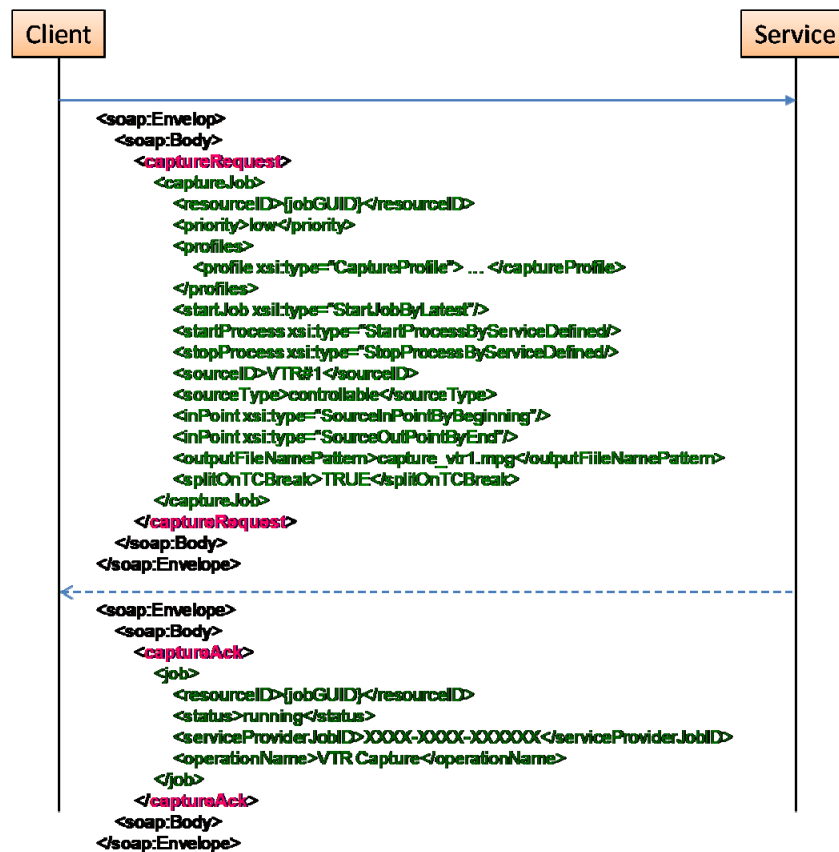 Client
Service
<soap:Envelop>
<soap:Body>
<captureRequest>
<captureJob>
<resourceID>{jobGUID}</resourceID>
<priority>low</priority>
<profiles>
<profile xsi:type="CaptureProfile"> ... </captureProfile>
</profiles>
<startJob xsil:type="StartJobByLatest"/>
<startProcess xsi:type="StartProcessByServiceDefined/>
<stopProcess xsi:type="StopProcessByServiceDefined/>
<sourceID>VTR#1</sourceID>
<sourceType>controllable</sourceType>
<inPoint xsi:type="SourceInPointByBeginning"/>
<inPoint xsi:type="SourceOutPointByEnd"/>
<outputFileNamePattern>capture_vtr1.mpg</outputFiileNamePattern>
<splitOnTCBreak>TRUE</splitOnTCBreak>
</captureJob>
</captureRequest>
</soap:Body>
</soap:Envelope>
<soap:Envelope>
<soap:Body>
<captureAck>
<job>
<resourceID>{jobGUID}</resourceID>
<status>running</status>
<serviceProviderJobID>XXXX-XXXX-XXXXXX</serviceProviderJobID>
<operationName>VTR Capture</operationName>
</job>
</captureAck>
<soap:Body>
</soap:Envelope>